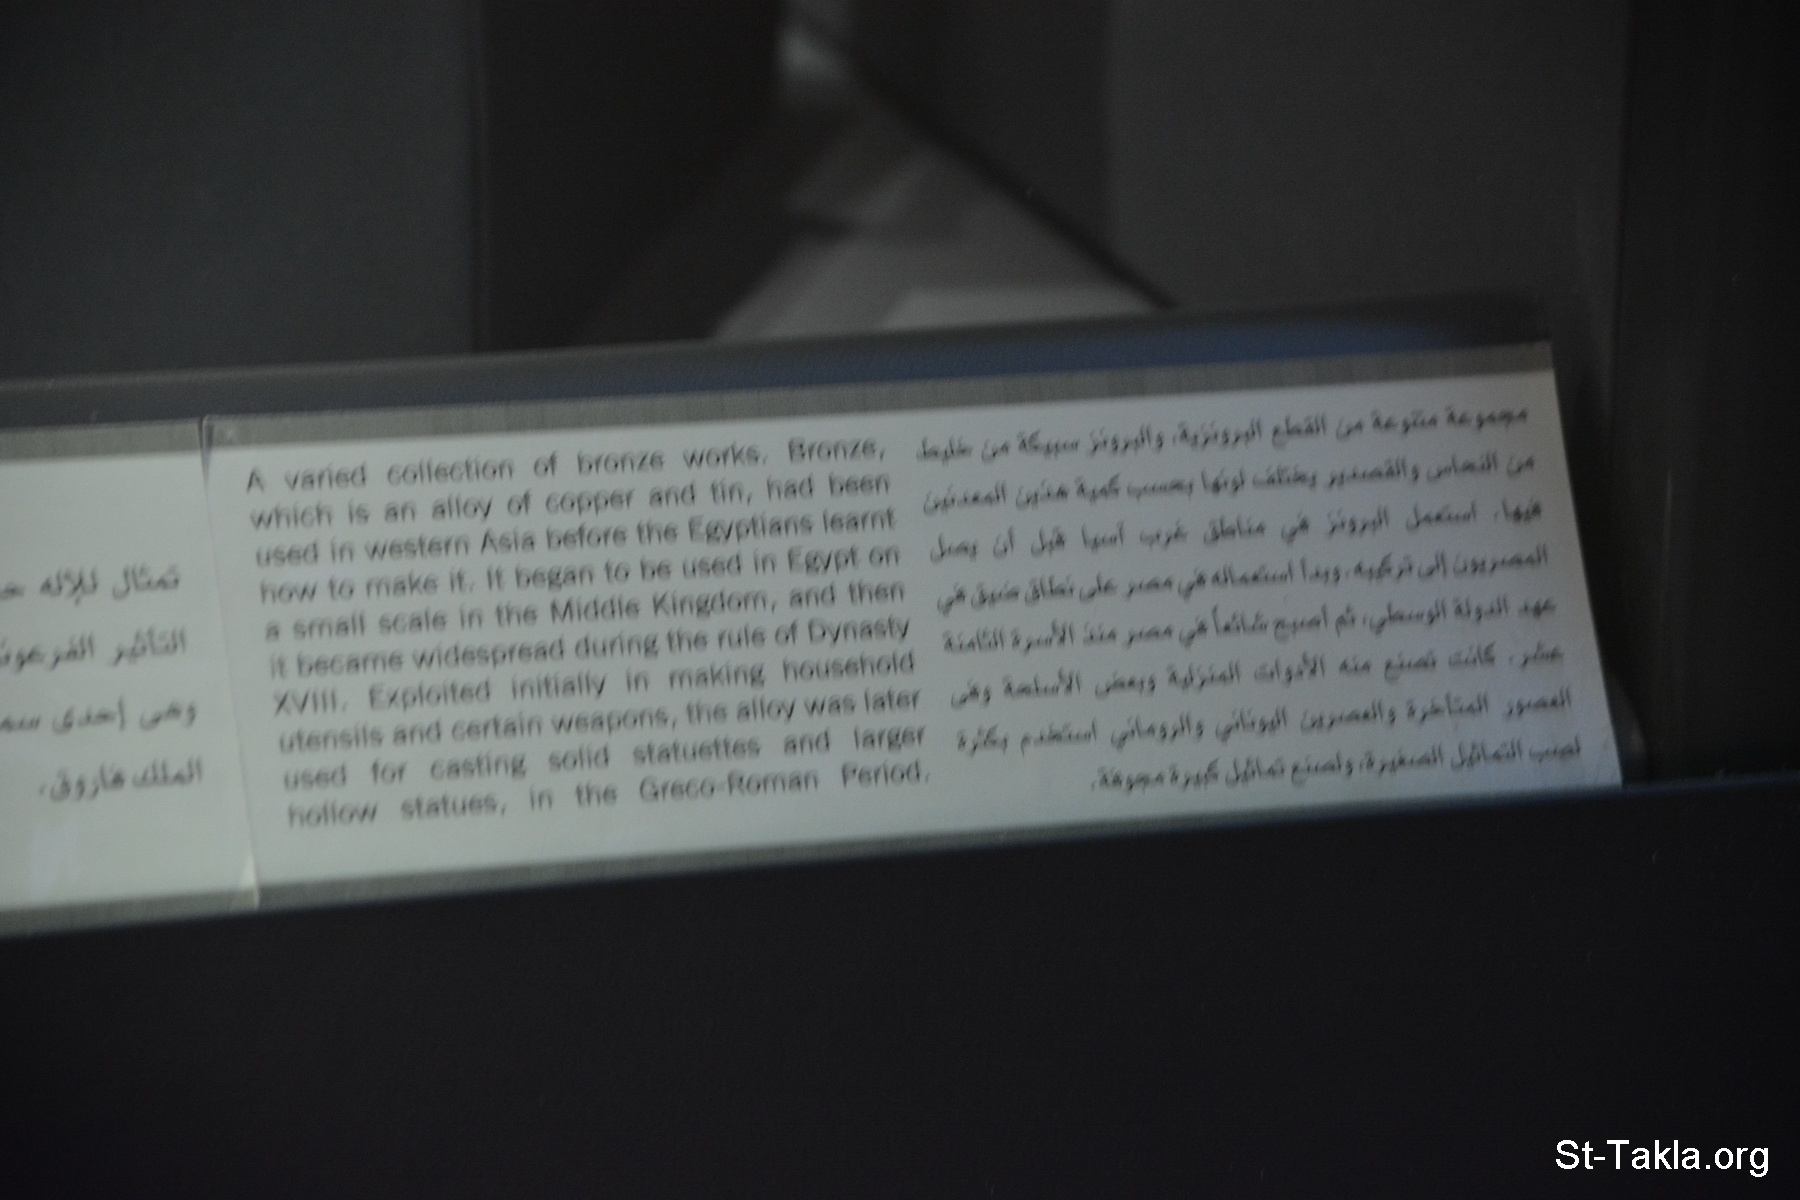 A varied collection of bronze works. Bronze,
which is an alloy of copper and tin, had been
used in western Asia before the Egyptians learnt
how to make it. It began to be used in Egypt on
a small scale in the Middle Kingdom, and then
it became widespread during the rule of Dynasty
XVIII. Exploited initially in making household
utensils and certain weapons, the alloy was later
used for casting solid statuettes and larger
hollow statues, in the Greco-Roman Period.
مجموعة متنوعة من القطع البرونزية، والبرونز سبيكة من خليط
من النحاس والقصدير يختلف لونها بحسب كمية هذين المعدنين
فيها. استعمل البرونز في مناطق غرب آسيا قبل أن يصل
المصريون إلى تركيبه، وبدأ استعماله في مصر على نطاق ضيق في
عهد الدولة الوسطى، ثم أصبح شائعاً في مصر منذ الأسرة الثامنة
عشر. كانت تصنع منه الأدوات المنزلية وبعض الأسلحة وفى
العصور المتأخرة والعصرين اليوناني والروماني استخدم بكثرة
لصب التماثيل الصغيرة، ولصنع تماثيل كبيرة مجوفة.
تمثال للإله
التأثير
وهى إحدى
الملك فاروق.
St-Takla.org